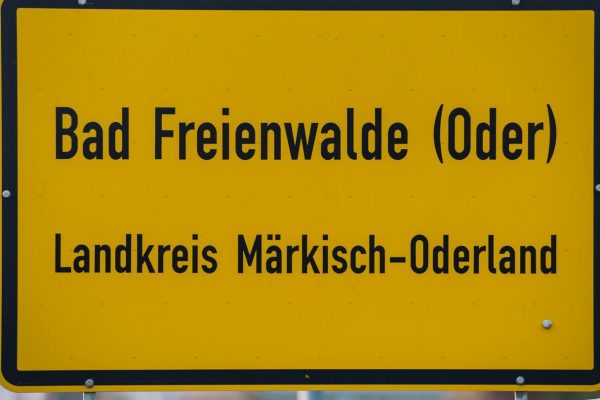 Bad Freienwalde (Oder)
Landkreis Märkisch-Oderland